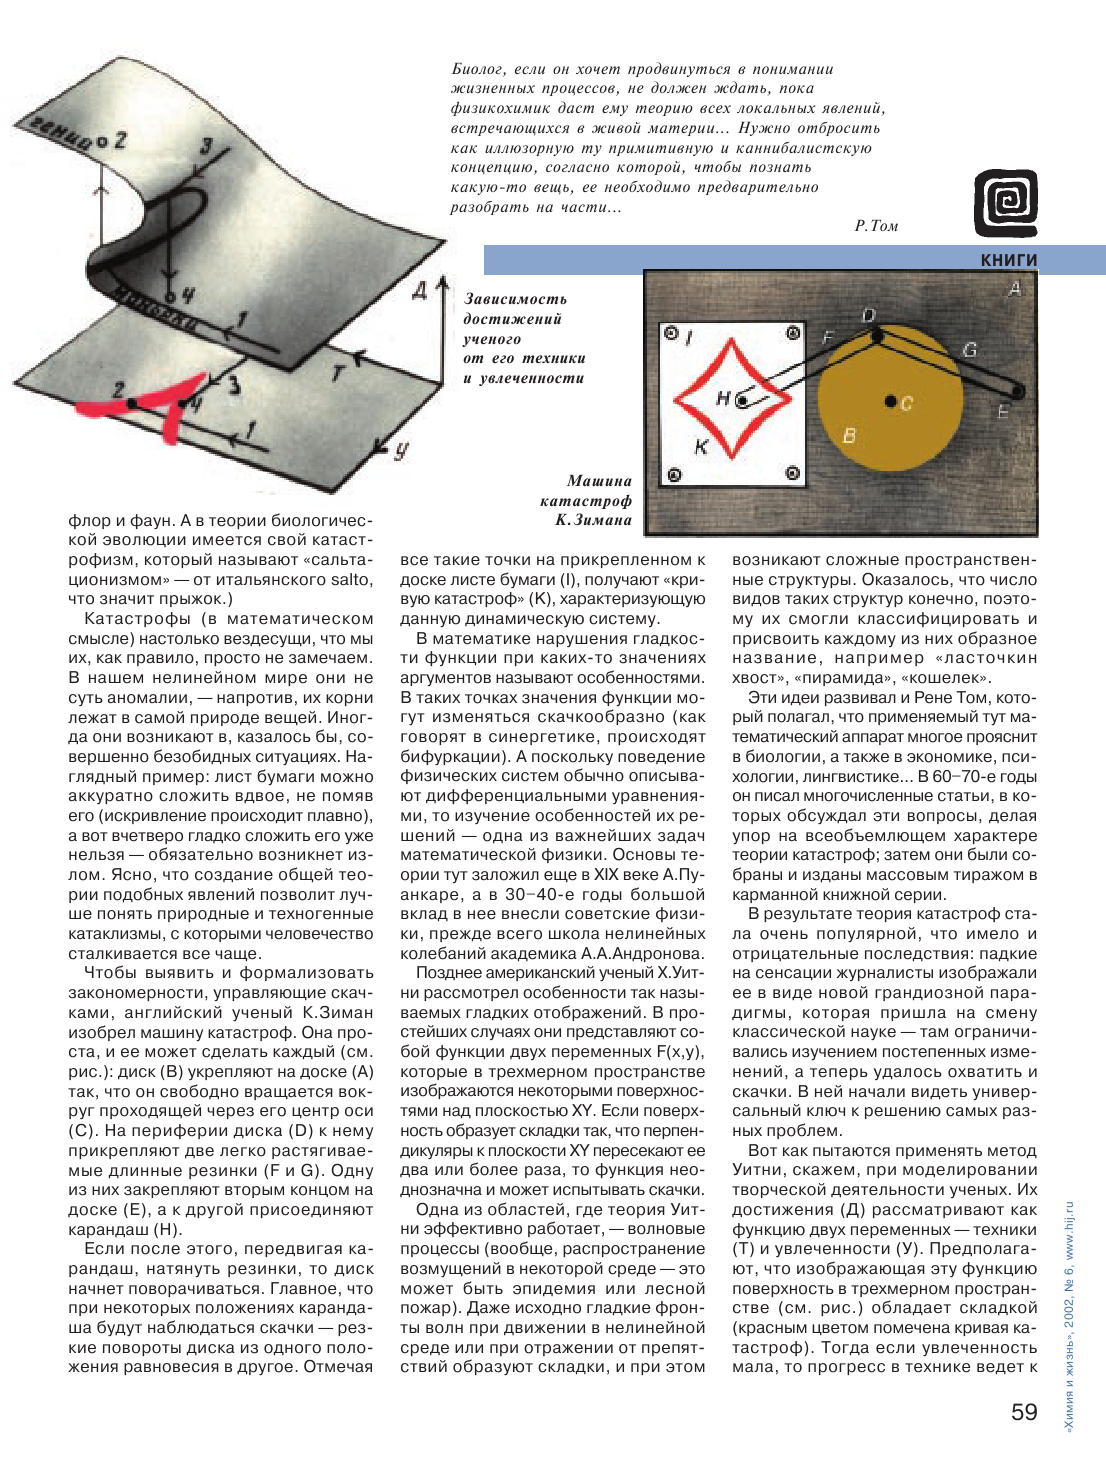 Биолог, если он хочет продвинуться в понимании
жизненных процессов, не должен ждать, пока
физикохимик даст ему теорию всех локальных явлений,
встречающихся в живой материи... Нужно отбросить
как иллюзорную ту примитивную и каннибалистскую
концепцию, согласно которой, чтобы познать
какую-то вещь, ее необходимо предварительно
разобрать на части...
Р.Том
КНИГИ
гении 2
3
4
1
Д
Т
2
3
4
1
У
Зависимость
достижений
ученого
от его техники
и увлеченности
A
I
F
D
G
H
C
E
B
K
Машина
катастроф
К.Зимана
флор и фаун. А в теории биологичес-
кой эволюции имеется свой катаст-
рофизм, который называют «сальта-
ционизмом» — от итальянского salto,
что значит прыжок.)
Катастрофы (в математическом
смысле) настолько вездесущи, что мы
их, как правило, просто не замечаем.
В нашем нелинейном мире они не
суть аномалии, — напротив, их корни
лежат в самой природе вещей. Иног-
да они возникают в, казалось бы, со-
вершенно безобидных ситуациях. На-
глядный пример: лист бумаги можно
аккуратно сложить вдвое, не помяв
его (искривление происходит плавно),
а вот вчетверо гладко сложить его уже
нельзя — обязательно возникнет из-
лом. Ясно, что создание общей тео-
рии подобных явлений позволит луч-
ше понять природные и техногенные
катаклизмы, с которыми человечество
сталкивается все чаще.
Чтобы выявить и формализовать
закономерности, управляющие скач-
ками, английский ученый К.Зиман
изобрел машину катастроф. Она про-
ста, и ее может сделать каждый (см.
рис.): диск (B) укрепляют на доске (A)
так, что он свободно вращается вок-
руг проходящей через его центр оси
(C). На периферии диска (D) к нему
прикрепляют две легко растягивае-
мые длинные резинки (F и G). Одну
из них закрепляют вторым концом на
доске (E), а к другой присоединяют
карандаш (H).
Если после этого, передвигая ка-
рандаш, натянуть резинки, то диск
начнет поворачиваться. Главное, что
при некоторых положениях каранда-
ша будут наблюдаться скачки — рез-
кие повороты диска из одного поло-
жения равновесия в другое. Отмечая
все такие точки на прикрепленном к
доске листе бумаги (I), получают «кри-
вую катастроф» (K), характеризующую
данную динамическую систему.
В математике нарушения гладкос-
ти функции при каких-то значениях
аргументов называют особенностями.
В таких точках значения функции мо-
гут изменяться скачкообразно (как
говорят в синергетике, происходят
бифуркации). А поскольку поведение
физических систем обычно описыва-
ют дифференциальными уравнения-
ми, то изучение особенностей их ре-
шений — одна из важнейших задач
математической физики. Основы те-
ории тут заложил еще в XIX веке А.Пу-
анкаре, а в 30–40-е годы большой
вклад в нее внесли советские физи-
ки, прежде всего школа нелинейных
колебаний академика А.А.Андронова.
Позднее американский ученый Х.Уит-
ни рассмотрел особенности так назы-
ваемых гладких отображений. В про-
стейших случаях они представляют со-
бой функции двух переменных F(x,y),
которые в трехмерном пространстве
изображаются некоторыми поверхнос-
тями над плоскостью XY. Если поверх-
ность образует складки так, что перпен-
дикуляры к плоскости XY пересекают ее
два или более раза, то функция нео-
днозначна и может испытывать скачки.
Одна из областей, где теория Уит-
ни эффективно работает, — волновые
процессы (вообще, распространение
возмущений в некоторой среде — это
может быть эпидемия или лесной
пожар). Даже исходно гладкие фрон-
ты волн при движении в нелинейной
среде или при отражении от препят-
ствий образуют складки, и при этом
возникают сложные пространствен-
ные структуры. Оказалось, что число
видов таких структур конечно, поэто-
му их смогли классифицировать и
присвоить каждому из них образное
название, например «ласточкин
хвост», «пирамида», «кошелек».
Эти идеи развивал и Рене Том, кото-
рый полагал, что применяемый тут ма-
тематический аппарат многое прояснит
в биологии, а также в экономике, пси-
хологии, лингвистике... В 60–70-е годы
он писал многочисленные статьи, в ко-
торых обсуждал эти вопросы, делая
упор на всеобъемлющем характере
теории катастроф; затем они были со-
браны и изданы массовым тиражом в
карманной книжной серии.
В результате теория катастроф ста-
ла очень популярной, что имело и
отрицательные последствия: падкие
на сенсации журналисты изображали
ее в виде новой грандиозной пара-
дигмы, которая пришла на смену
классической науке — там ограничи-
вались изучением постепенных изме-
нений, а теперь удалось охватить и
скачки. В ней начали видеть универ-
сальный ключ к решению самых раз-
ных проблем.
Вот как пытаются применять метод
Уитни, скажем, при моделировании
творческой деятельности ученых. Их
достижения (Д) рассматривают как
функцию двух переменных — техники
(Т) и увлеченности (У). Предполага-
ют, что изображающая эту функцию
поверхность в трехмерном простран-
стве (см. рис.) обладает складкой
(красным цветом помечена кривая ка-
тастроф). Тогда если увлеченность
мала, то прогресс в технике ведет к
«Химия и жизнь», 2002, № 6, www.hij.ru
59